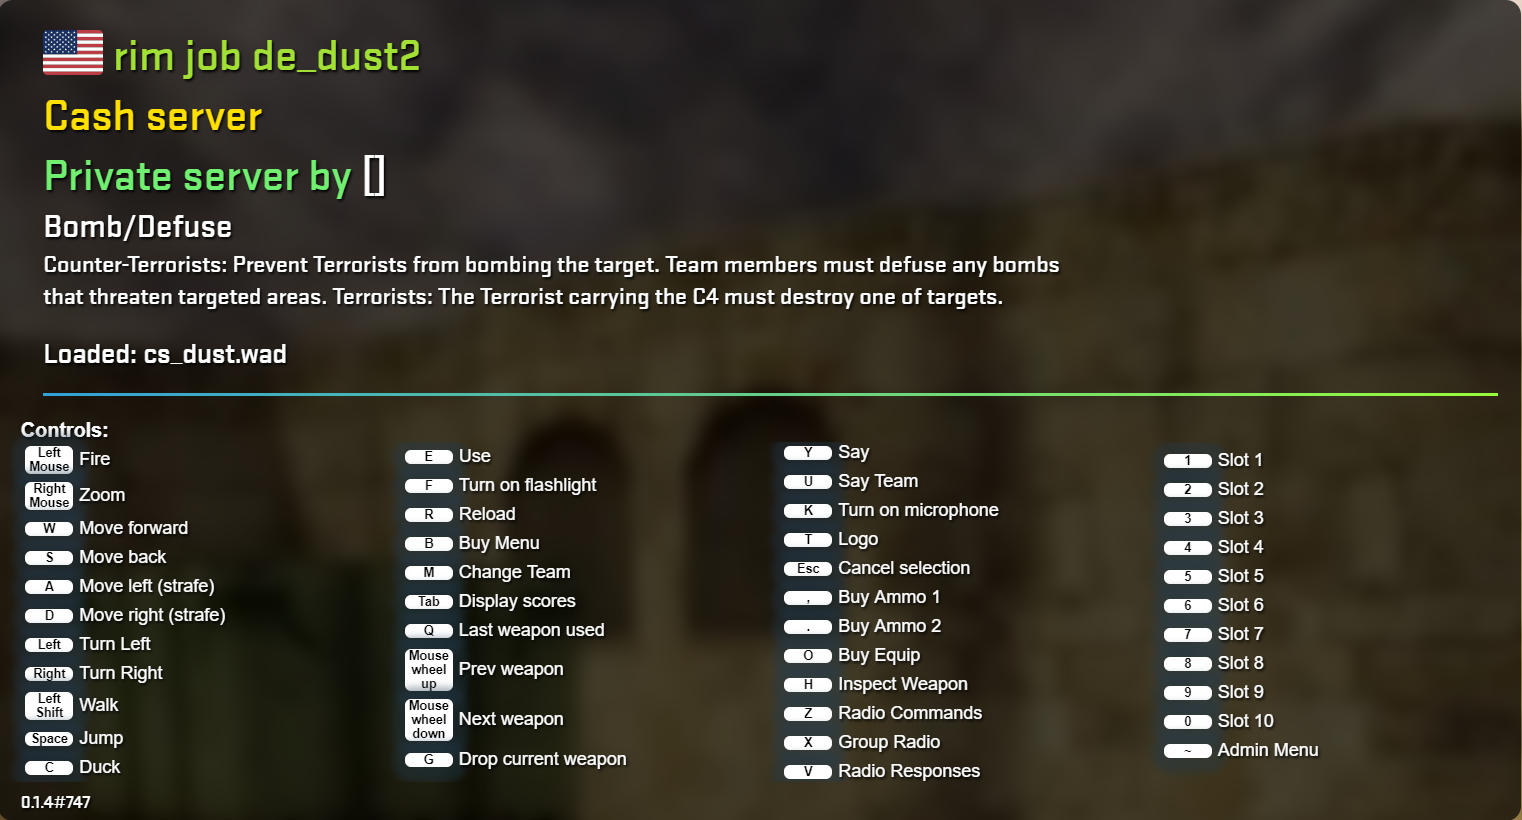 rim job de_dust2
Cash server
Private server by []
Bomb/Defuse
Counter-Terrorists: Prevent Terrorists from bombing the target. Team members must defuse any bombs
that threaten targeted areas. Terrorists: The Terrorist carrying the C4 must destroy one of targets.
Loaded: cs_dust.wad
Controls:
Left Mouse Fire
Right Mouse Zoom
W Move forward
S Move back
A Move left (strafe)
D Move right (strafe)
Left Turn Left
Right Turn Right
Left Shift Walk
Space Jump
C Duck
E Use
F Turn on flashlight
R Reload
B Buy Menu
M Change Team
Tab Display scores
Q Last weapon used
Mouse wheel up Prev weapon
Mouse wheel down Next weapon
G Drop current weapon
Y Say
U Say Team
K Turn on microphone
T Logo
Esc Cancel selection
, Buy Ammo 1
. Buy Ammo 2
O Buy Equip
H Inspect Weapon
Z Radio Commands
X Group Radio
V Radio Responses
1 Slot 1
2 Slot 2
3 Slot 3
4 Slot 4
5 Slot 5
6 Slot 6
7 Slot 7
8 Slot 8
9 Slot 9
0 Slot 10
~ Admin Menu
0.1.4#747